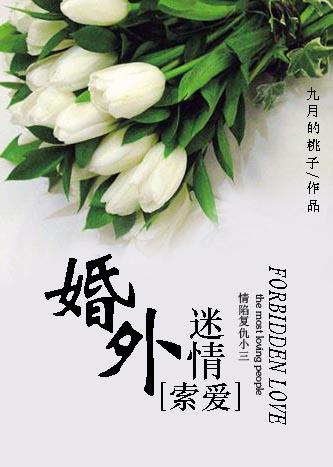 九月的桃子/作品
婚外
迷情
[索爱]
情陷复仇小三
the most loving people
FORBIDDEN LOVE